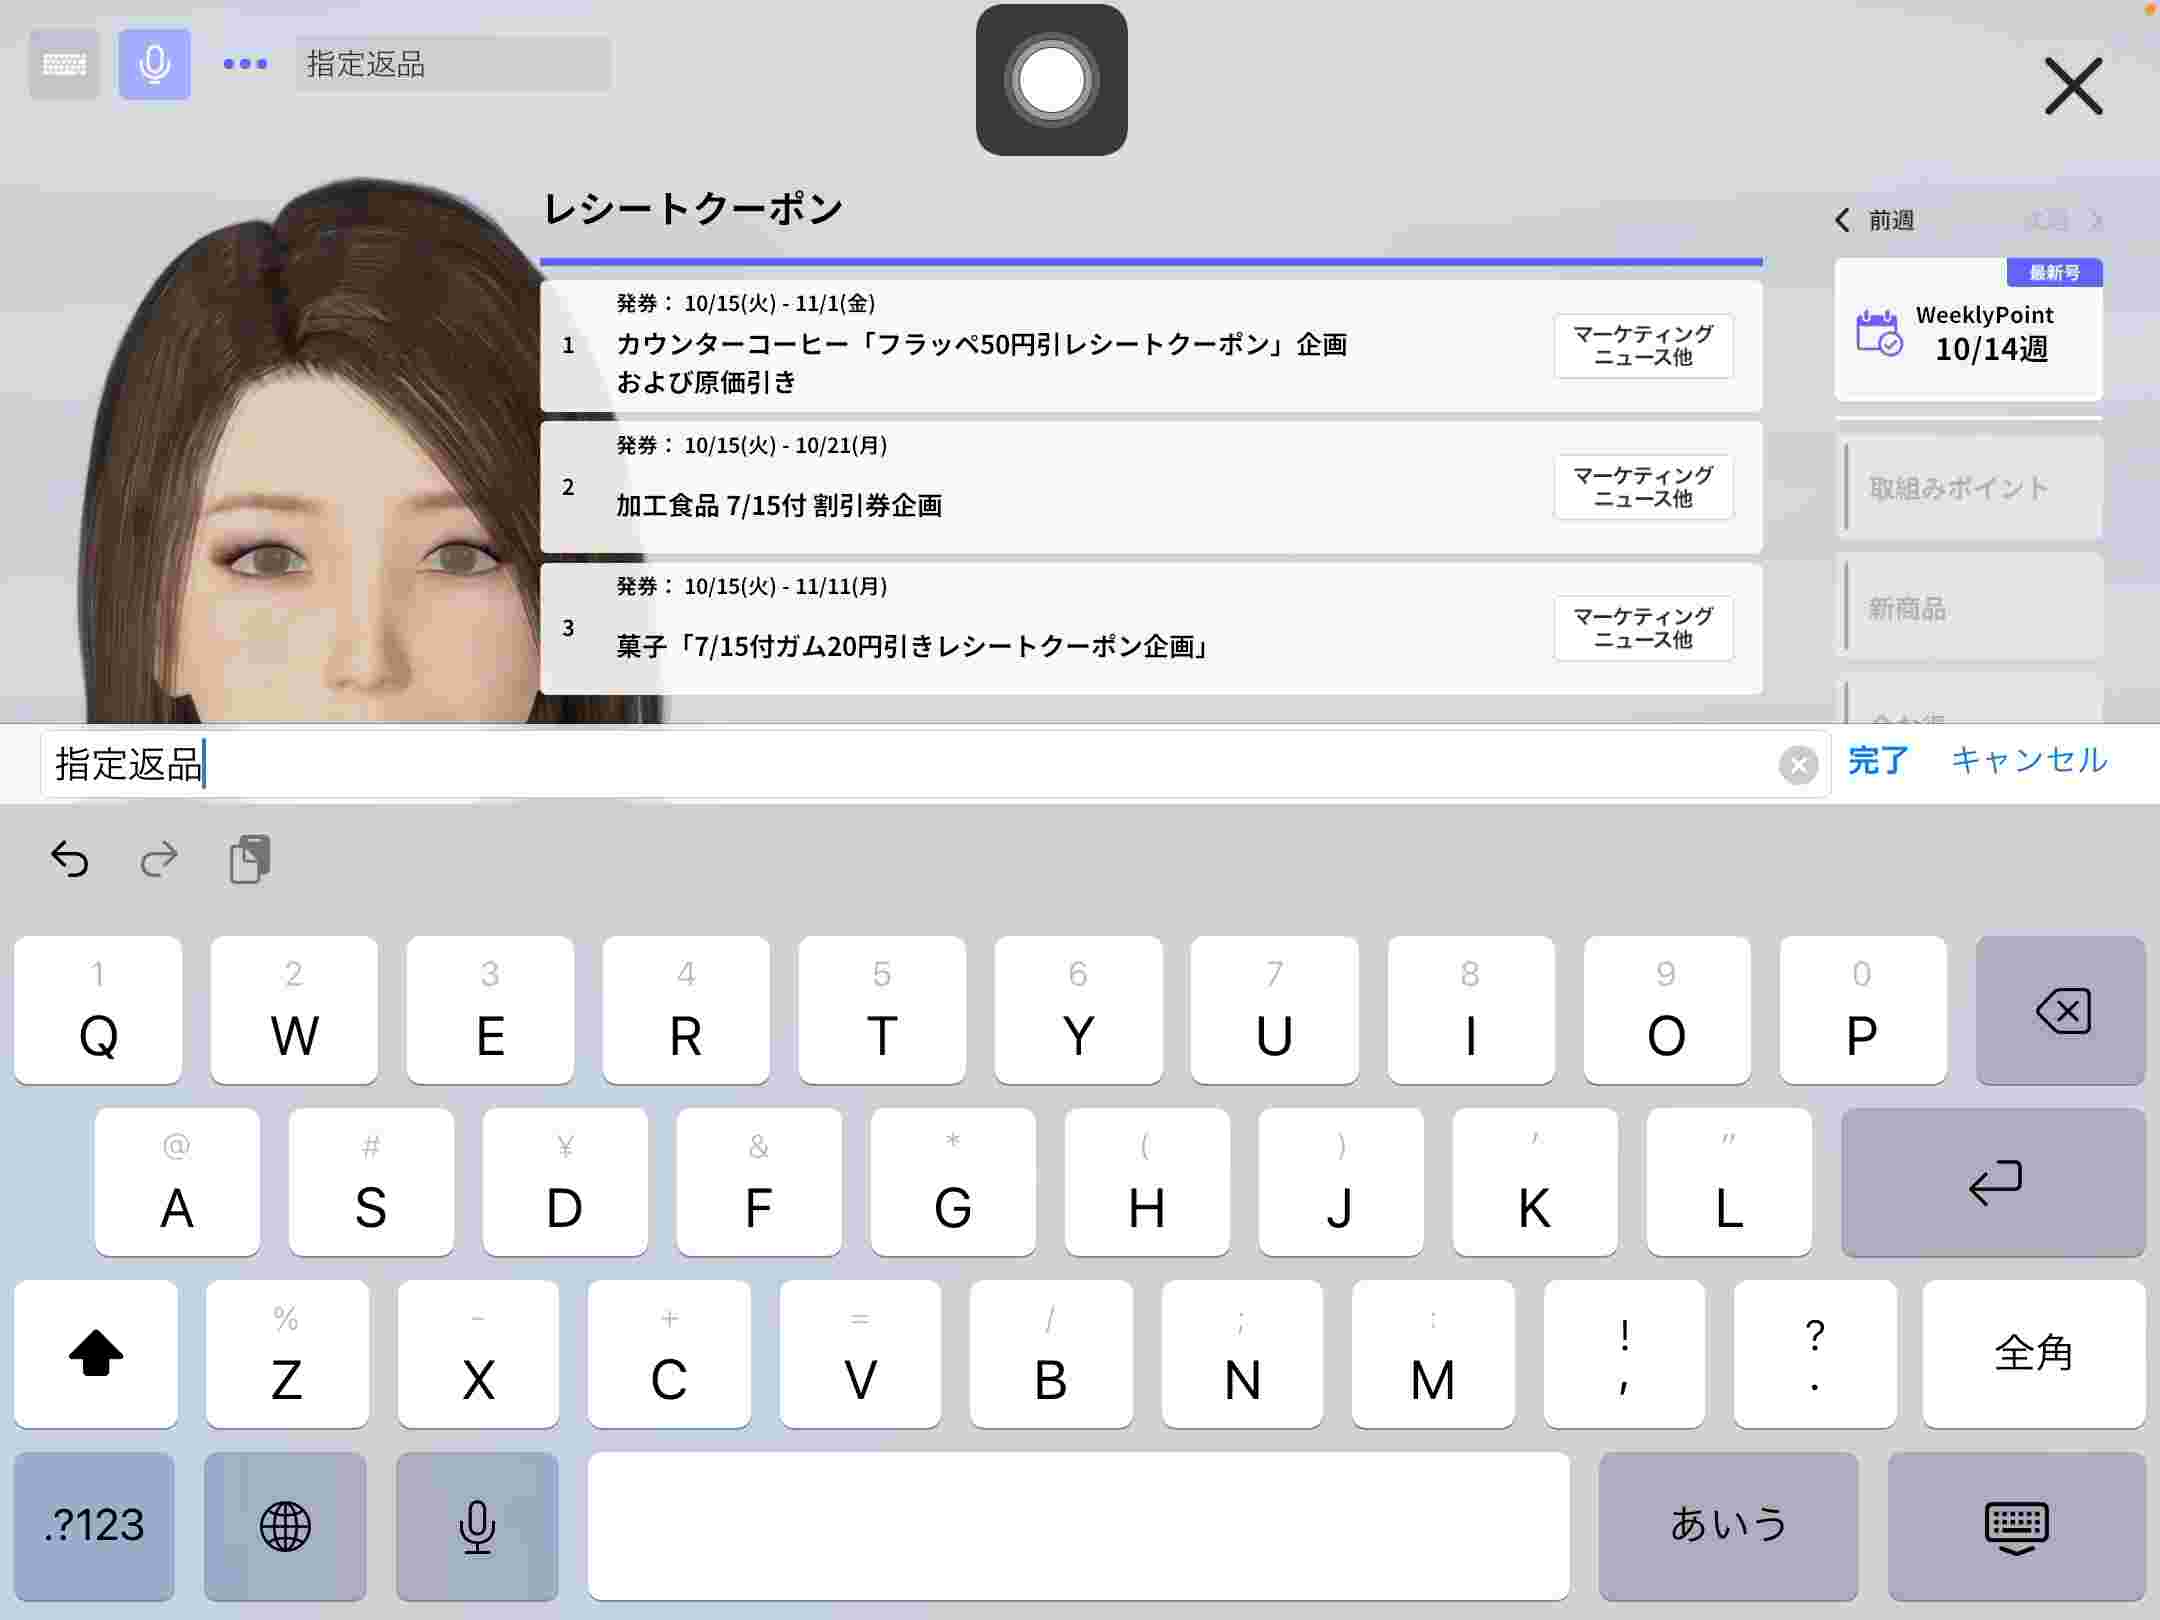 指定返品
レシートクーポン
前週
次週
最新号
WeeklyPoint
10/14週
1
発券： 10/15(火) - 11/1(金)
カウンターコーヒー「フラッペ50円引レシートクーポン」企画
および原価引き
マーケティング
ニュース他
2
発券： 10/15(火) - 10/21(月)
加工食品 7/15付 割引券企画
マーケティング
ニュース他
3
発券： 10/15(火) - 11/11(月)
菓子「7/15付ガム20円引きレシートクーポン企画」
マーケティング
ニュース他
取組みポイント
新商品
指定返品
完了 キャンセル
1 2 3 4 5 6 7 8 9 0
Q W E R T Y U I O P
@ # ¥ & * ( ) ' "
A S D F G H J K L
% - + = / ; : ! ?
Z X C V B N M , . 全角
.?123 あいう